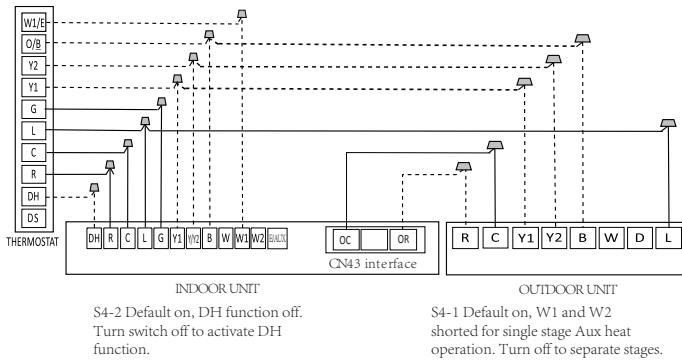 W1/E
O/B
Y2
Y1
G
L
C
R
DH
DS
THERMOSTAT
DH R C L G Y1 Y/Y2 B W W1 W2
OC OR
CN43 interface
R C Y1 Y2 B W D L
INDOOR UNIT
OUTDOOR UNIT
S4-2 Default on, DH function off.
Turn switch off to activate DH
function.
S4-1 Default on, W1 and W2
shorted for single stage Aux heat
operation. Turn off to separate stages.